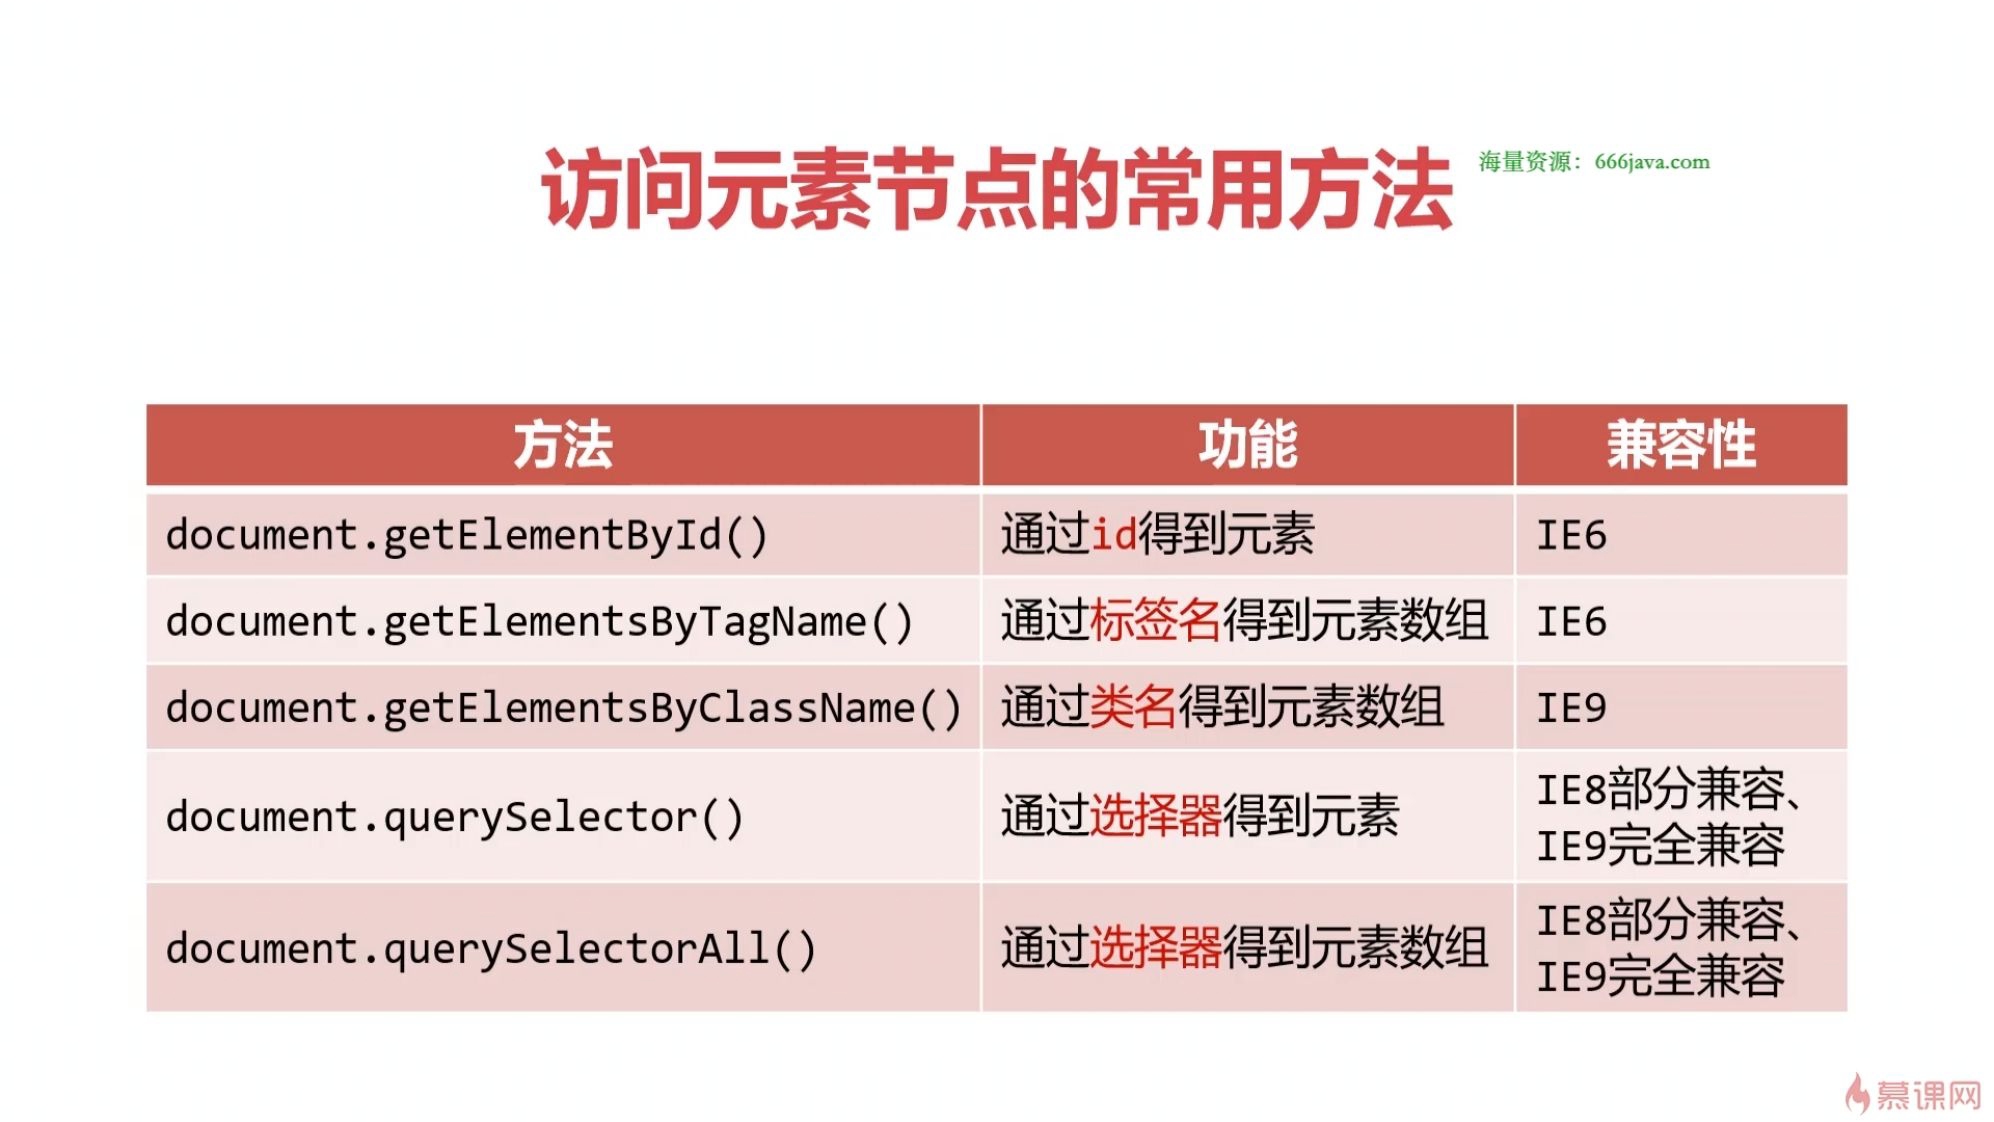 访问元素节点的常用方法
海量资源：666java.com
方法 功能 兼容性
document.getElementById() 通过id得到元素 IE6
document.getElementsByTagName() 通过标签名得到元素数组 IE6
document.getElementsByClassName() 通过类名得到元素数组 IE9
document.querySelector() 通过选择器得到元素 IE8部分兼容、
IE9完全兼容
document.querySelectorAll() 通过选择器得到元素数组 IE8部分兼容、
IE9完全兼容
慕课网